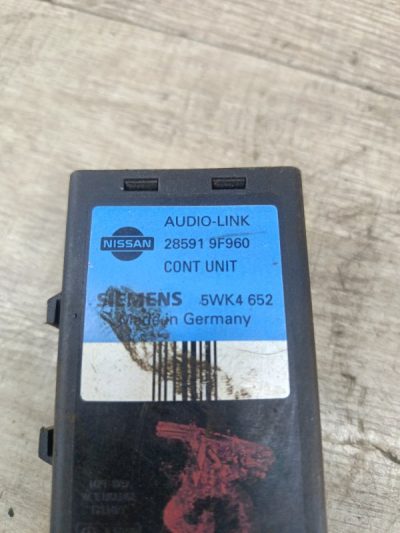 AUDIO-LINK
NISSAN 28591 9F960
CONT UNIT
SIEMENS 5WK4 652
Made in Germany